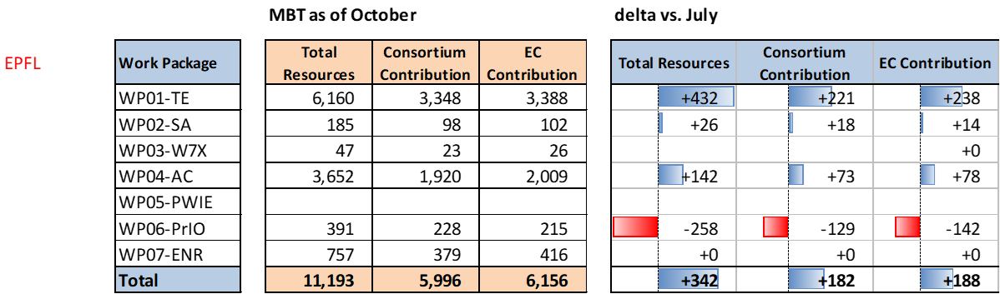 MBT as of October delta vs. July
EPFL
Work Package Total Resources Consortium Contribution EC Contribution Total Resources Consortium Contribution EC Contribution
WP01-TE 6,160 3,348 3,388 +432 +221 +238
WP02-SA 185 98 102 +26 +18 +14
WP03-W7X 47 23 26 +0
WP04-AC 3,652 1,920 2,009 +142 +73 +78
WP05-PWIE
WP06-PrIO 391 228 215 -258 -129 -142
WP07-ENR 757 379 416 +0 +0 +0
Total 11,193 5,996 6,156 +342 +182 +188